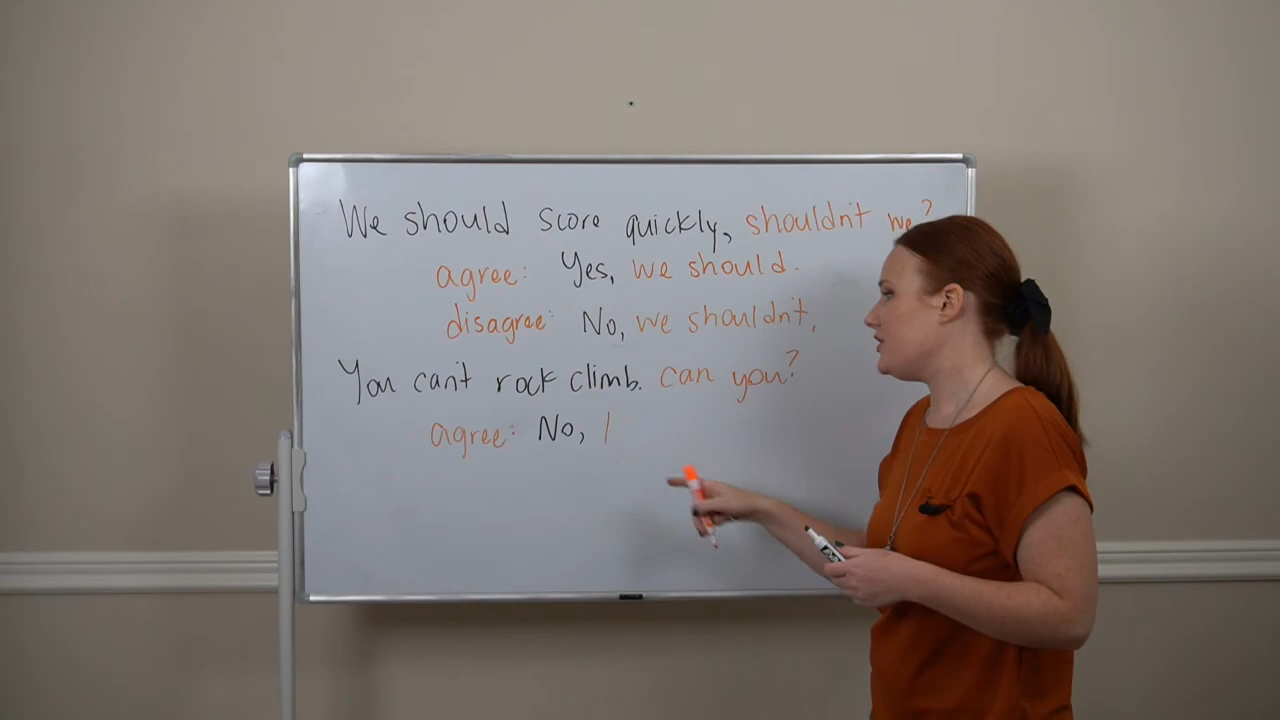 We should score quickly, shouldn't we?
agree: Yes, we should.
disagree: No, we shouldn't.
You can't rock climb. can you?
agree: No, I